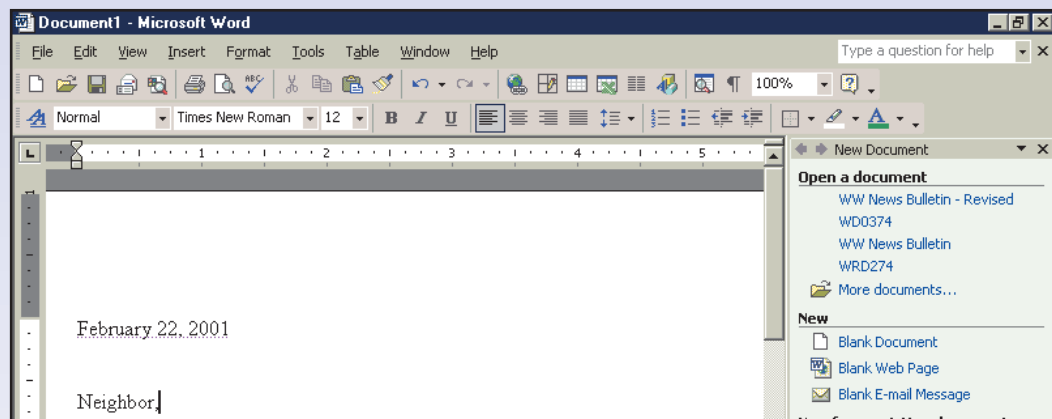 Document1 - Microsoft Word
File Edit View Insert Format Tools Table Window Help Type a question for help
ABC 100%
Normal Times New Roman 12 B I U A
1 2 3 4 5 New Document
Open a document
WW News Bulletin - Revised
WD0374
WW News Bulletin
WRD274
More documents...
New
Blank Document
Blank Web Page
Blank E-mail Message
February 22, 2001
Neighbor,